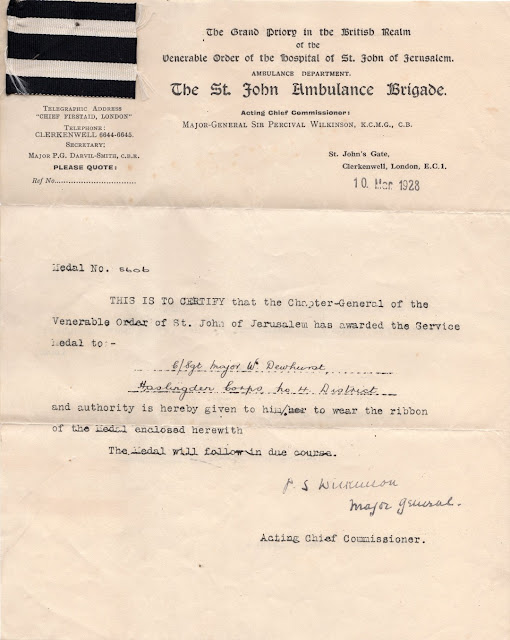 The Grand Priory in the British Realm
of the
Venerable Order of the Hospital of St. John of Jerusalem.
AMBULANCE DEPARTMENT.
The St. John Ambulance Brigade.
Acting Chief Commissioner:
MAJOR-GENERAL SIR PERCIVAL WILKINSON, K.C.M.G., C.B.
TELEGRAPHIC ADDRESS
"CHIEF FIRSTAID, LONDON"
TELEPHONE:
CLERKENWELL 6644-6645.
SECRETARY:
MAJOR P.G. DARVIL-SMITH, C.B.E.
PLEASE QUOTE:
Ref No.
St. John's Gate,
Clerkenwell, London, E.C.1.
10 Mar 1928
Medal No. 5606
THIS IS TO CERTIFY that the Chapter-General of the
Venerable Order of St. John of Jerusalem has awarded the Service
Medal to:-
C/Sgt Major W. Dewhurst
Haslingden Corps No 4 District
and authority is hereby given to him/her to wear the ribbon
of the Medal enclosed herewith
The Medal will follow in due course.
P. S. Wilkinson
Major General.
Acting Chief Commissioner.